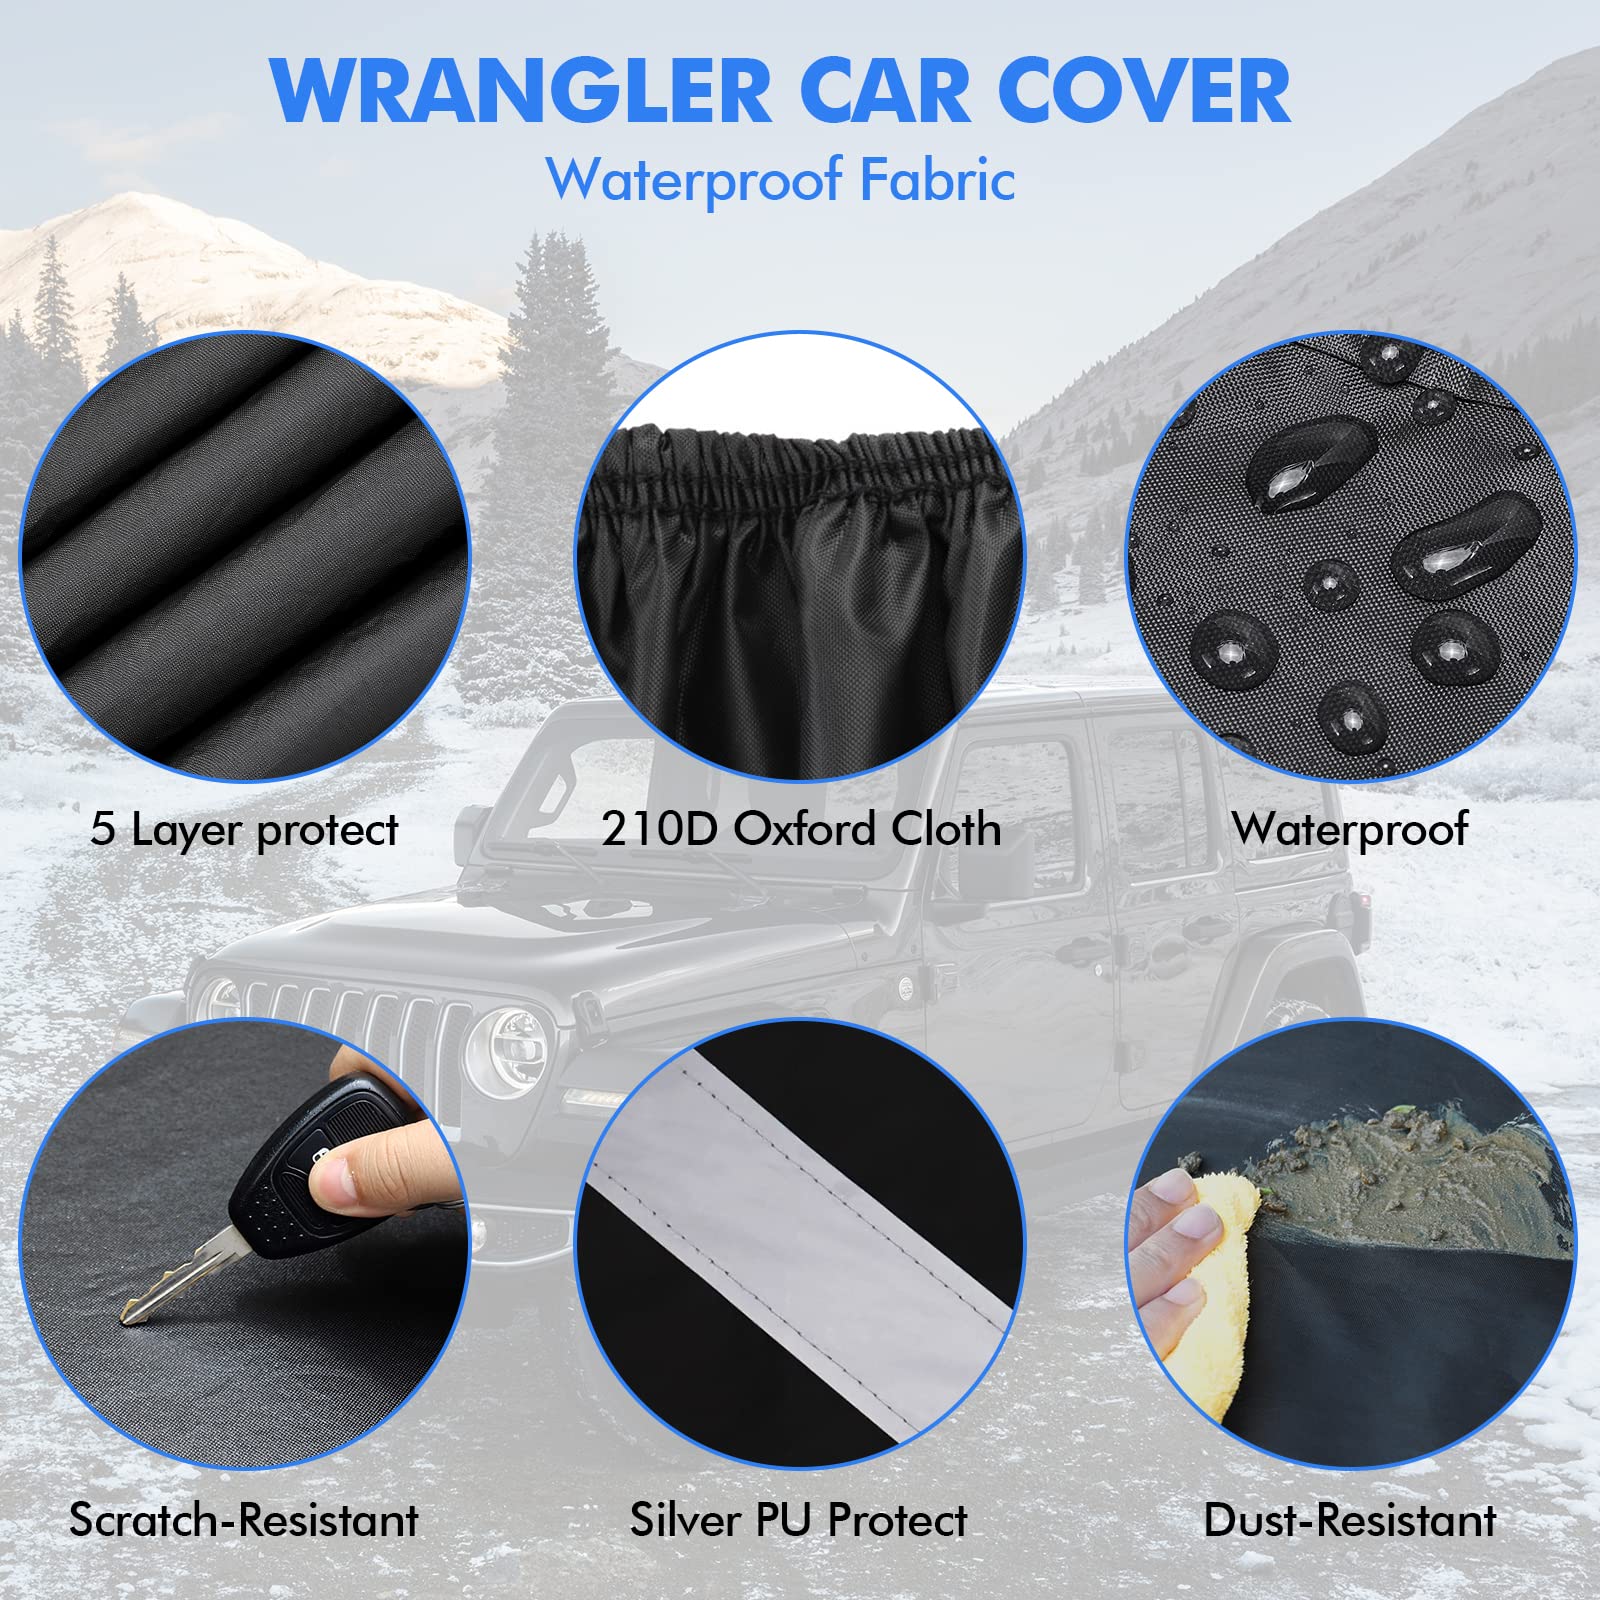 WRANGLER CAR COVER
Waterproof Fabric
5 Layer protect
210D Oxford Cloth
Waterproof
Scratch-Resistant
Silver PU Protect
Dust-Resistant